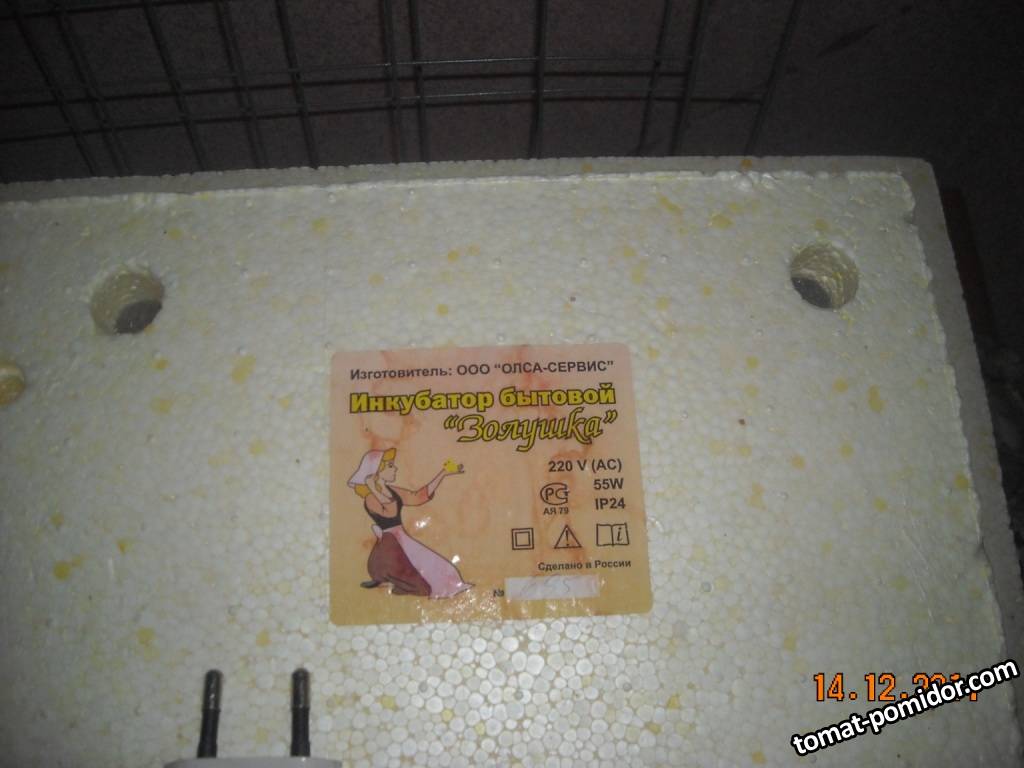 Изготовитель: ООО "ОЛСА-СЕРВИС"
Инкубатор бытовой
"Золушка"
220 V (AC)
55W
РС
АЯ 79
IP24
i
Сделано в России
№
14.12.
tomat-pomidor.com